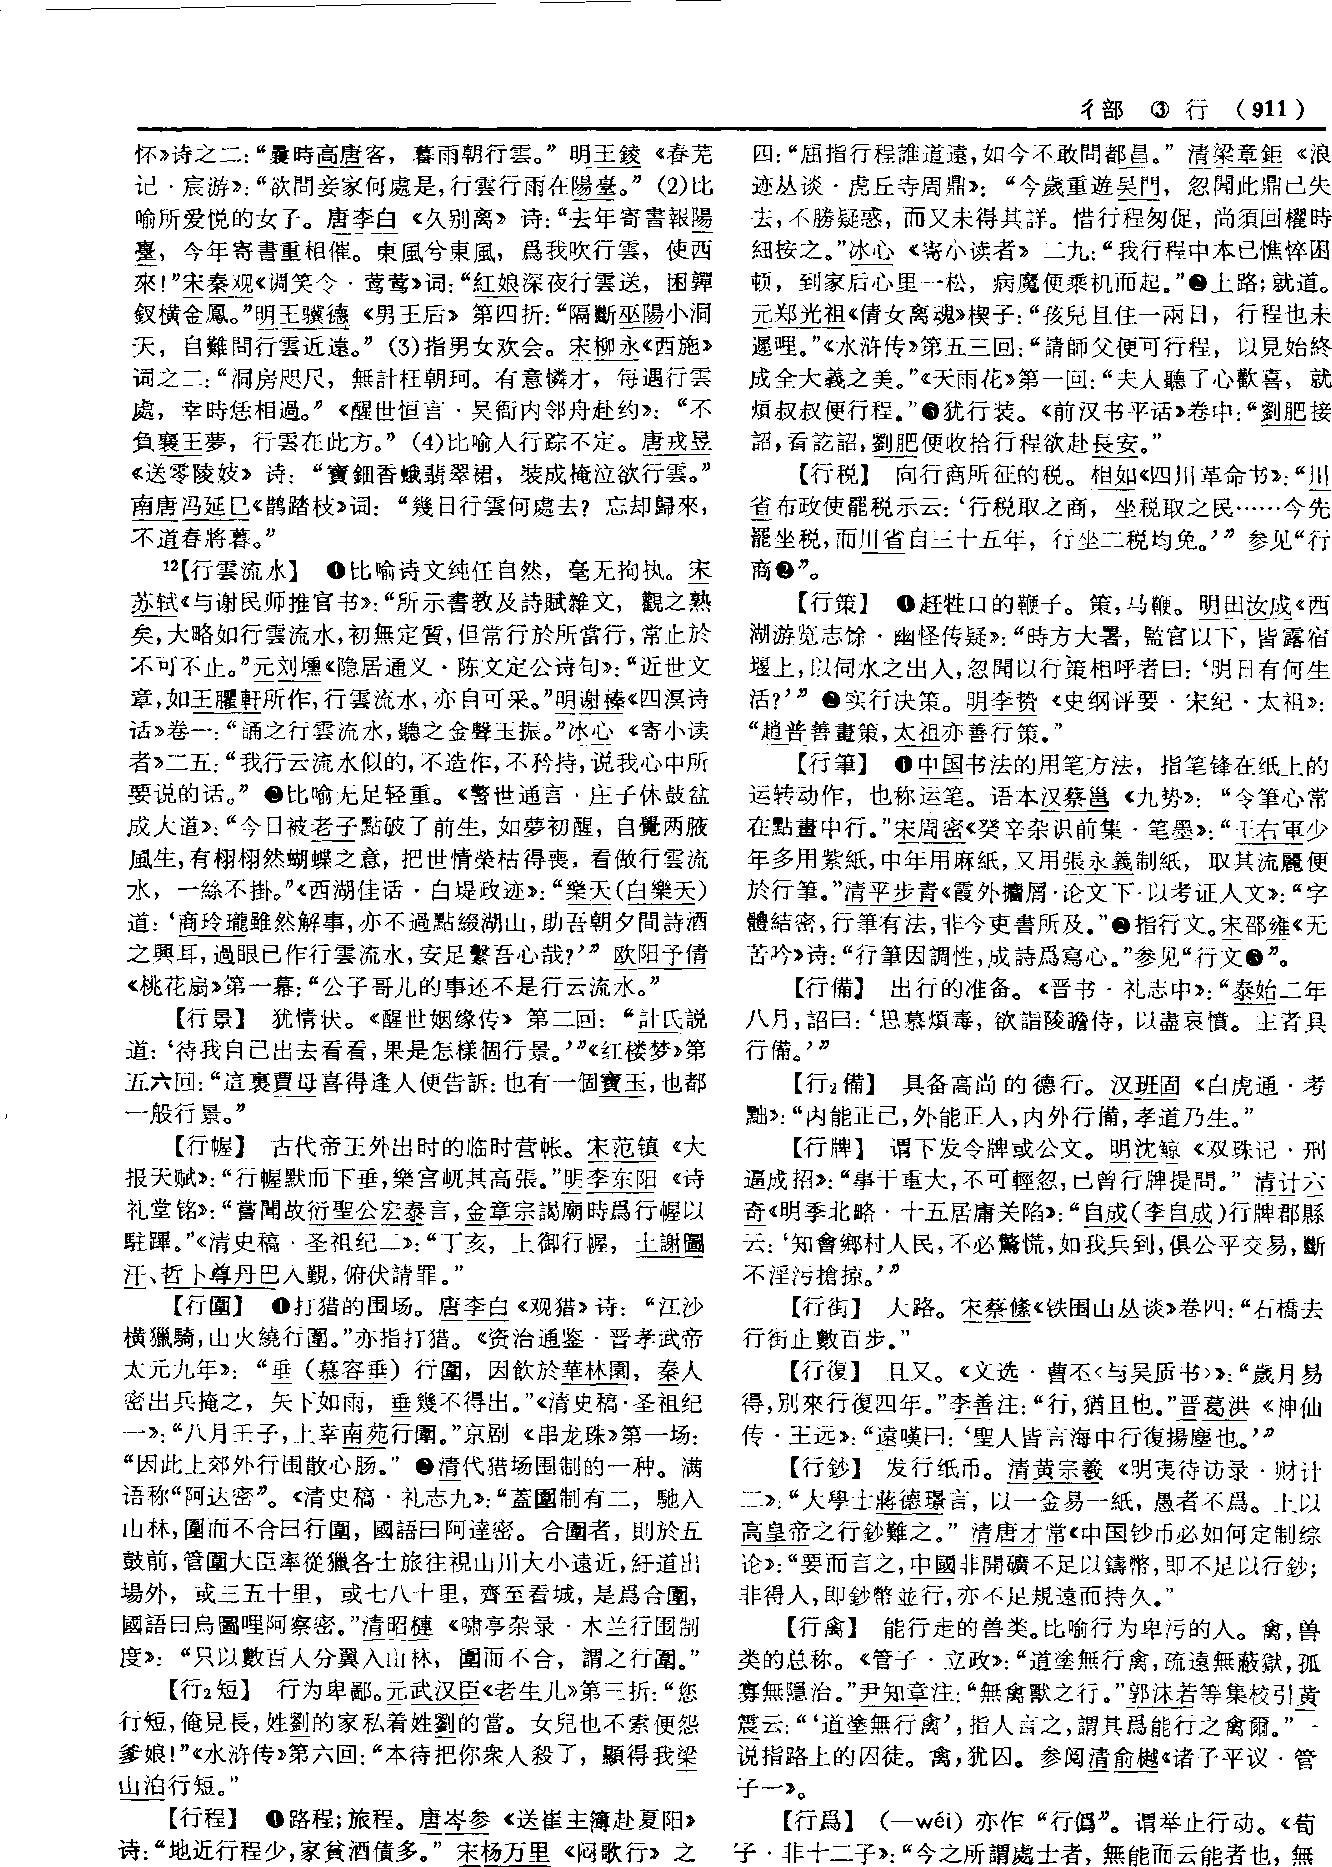 彳部 ③ 行 （911）
怀》诗之二：“曩時高唐客，暮雨朝行雲。” 明王錂《春芜
记·宸游》：“欲問妾家何處是，行雲行雨在陽臺。”（2）比
喻所爱悦的女子。唐李白《久别离》诗：“去年寄書報陽
臺，今年寄書重相催。東風兮東風，爲我吹行雲，使西
來！”宋秦观《调笑令·莺莺》词：“紅娘深夜行雲送，困嚲
釵橫金鳳。”明王骥德《男王后》第四折：“隔斷巫陽小洞
天，自難問行雲近遠。”（3）指男女欢会。宋柳永《西施》
词之二：“洞房咫尺，無計枉朝珂。有意憐才，每遇行雲
處，幸時恁相過。”《醒世恒言·吴衙内邻舟赴约》：“不
負襄王夢，行雲在此方。”（4）比喻人行踪不定。唐戎昱
《送零陵妓》诗：“寶鈿香蛾翡翠裙，裝成掩泣欲行雲。”
南唐冯延巳《鹊踏枝》词：“幾日行雲何處去？忘却歸來，
不道春將暮。”
12【行雲流水】 ❶比喻诗文纯任自然，毫无拘执。宋
苏轼《与谢民师推官书》：“所示書教及詩賦雜文，觀之熟
矣，大略如行雲流水，初無定質，但常行於所當行，常止於
不可不止。”元刘壎《隐居通义·陈文定公诗句》：“近世文
章，如王臞軒所作，行雲流水，亦自可采。”明谢榛《四溟诗
话》卷一：“誦之行雲流水，聽之金聲玉振。”冰心《寄小读
者》二五：“我行云流水似的，不造作，不矜持，说我心中所
要说的话。” ❷比喻无足轻重。《警世通言·庄子休鼓盆
成大道》：“今日被老子點破了前生，如夢初醒，自覺两腋
風生，有栩栩然蝴蝶之意，把世情榮枯得喪，看做行雲流
水，一絲不掛。”《西湖佳话·白堤政迹》：“樂天（白樂天）
道：‘商玲瓏雖然解事，亦不過點綴湖山，助吾朝夕間詩酒
之興耳，過眼已作行雲流水，安足繫吾心哉？’” 欧阳予倩
《桃花扇》第一幕：“公子哥儿的事还不是行云流水。”
【行景】 犹情状。《醒世姻缘传》第二回：“計氏説
道：‘待我自己出去看看，果是怎樣個行景。’”《红楼梦》第
五六回：“這裏賈母喜得逢人便告訴：也有一個寶玉，也都
一般行景。”
【行幄】 古代帝王外出时的临时营帐。宋范镇《大
报天赋》：“行幄默而下垂，樂宮峴其高張。”明李东阳《诗
礼堂铭》：“嘗聞故衍聖公宏泰言，金章宗謁廟時爲行幄以
駐蹕。”《清史稿·圣祖纪二》：“丁亥，上御行幄，土謝圖
汗、哲卜尊丹巴入覲，俯伏請罪。”
【行圍】 ❶打猎的围场。唐李白《观猎》诗：“江沙
橫獵騎，山火繞行圍。”亦指打猎。《资治通鉴·晋孝武帝
太元九年》：“垂（慕容垂）行圍，因飲於華林園，秦人
密出兵掩之，矢下如雨，垂幾不得出。”《清史稿·圣祖纪
一》：“八月壬子，上幸南苑行圍。”京剧《串龙珠》第一场：
“因此上郊外行围散心肠。” ❷清代猎场围制的一种。满
语称“阿达密”。《清史稿·礼志九》：“蓋圍制有二，馳入
山林，圍而不合曰行圍，國語曰阿達密。合圍者，則於五
鼓前，管圍大臣率從獵各士旅往視山川大小遠近，紆道出
場外，或三五十里，或七八十里，齊至看城，是爲合圍，
國語曰烏圖哩阿察密。”清昭梿《啸亭杂录·木兰行围制
度》：“只以數百人分翼入山林，圍而不合，謂之行圍。”
【行2短】 行为卑鄙。元武汉臣《老生儿》第三折：“您
行短，俺見長，姓劉的家私着姓劉的當。女兒也不索便怨
爹娘！”《水浒传》第六回：“本待把你衆人殺了，顯得我梁
山泊行短。”
【行程】 ❶路程；旅程。唐岑参《送崔主簿赴夏阳》
诗：“地近行程少，家貧酒債多。” 宋杨万里《闷歌行》之
四：“屈指行程誰道遠，如今不敢問都昌。” 清梁章鉅《浪
迹丛谈·虎丘寺周鼎》：“今歲重遊吴門，忽聞此鼎已失
去，不勝疑惑，而又未得其詳。惜行程匆促，尚須回櫂時
細按之。”冰心《寄小读者》二九：“我行程中本已憔悴困
顿，到家后心里一松，病魔便乘机而起。”❷上路；就道。
元郑光祖《倩女离魂》楔子：“孩兒且住一兩日，行程也未
遲哩。”《水浒传》第五三回：“請師父便可行程，以見始終
成全大義之美。”《天雨花》第一回：“夫人聽了心歡喜，就
煩叔叔便行程。”❸犹行装。《前汉书平话》卷中：“劉肥接
詔，看訖詔，劉肥便收拾行程欲赴長安。”
【行税】 向行商所征的税。相如《四川革命书》：“川
省布政使罷税示云：‘行税取之商，坐税取之民……今先
罷坐税，而川省自三十五年，行坐二税均免。’” 参见“行
商❷”。
【行策】 ❶赶牲口的鞭子。策，马鞭。明田汝成《西
湖游览志馀·幽怪传疑》：“時方大暑，監官以下，皆露宿
堰上，以伺水之出入，忽聞以行策相呼者曰：‘明日有何生
活？’” ❷实行决策。明李贽《史纲评要·宋纪·太祖》：
“趙普善畫策，太祖亦善行策。”
【行筆】 ❶中国书法的用笔方法，指笔锋在纸上的
运转动作，也称运笔。语本汉蔡邕《九势》：“令筆心常
在點畫中行。”宋周密《癸辛杂识前集·笔墨》：“王右軍少
年多用紫紙，中年用麻紙，又用張永義制紙，取其流麗便
於行筆。”清平步青《霞外攟屑·论文下·以考证人文》：“字
體結密，行筆有法，非今吏書所及。”❷指行文。宋邵雍《无
苦吟》诗：“行筆因調性，成詩爲寫心。”参见“行文❸”。
【行備】 出行的准备。《晋书·礼志中》：“泰始二年
八月，詔曰：‘思慕煩毒，欲詣陵瞻侍，以盡哀憤。主者具
行備。’”
【行2備】 具备高尚的德行。汉班固《白虎通·考
黜》：“内能正己，外能正人，内外行備，孝道乃生。”
【行牌】 谓下发令牌或公文。明沈鲸《双珠记·刑
逼成招》：“事干重大，不可輕忽，已曾行牌提問。” 清计六
奇《明季北略·十五居庸关陷》：“自成（李自成）行牌郡縣
云：‘知會鄉村人民，不必驚慌，如我兵到，俱公平交易，斷
不淫污搶掠。’”
【行街】 大路。宋蔡絛《铁围山丛谈》卷四：“石橋去
行街止數百步。”
【行復】 且又。《文选·曹丕〈与吴质书〉》：“歲月易
得，別來行復四年。”李善注：“行，猶且也。”晋葛洪《神仙
传·王远》：“遠嘆曰：‘聖人皆言海中行復揚塵也。’”
【行鈔】 发行纸币。清黄宗羲《明夷待访录·财计
二》：“大學士蔣德璟言，以一金易一紙，愚者不爲。上以
高皇帝之行鈔難之。” 清唐才常《中国钞币必如何定制综
论》：“要而言之，中國非開礦不足以鑄幣，即不足以行鈔；
非得人，即鈔幣並行，亦不足規遠而持久。”
【行禽】 能行走的兽类。比喻行为卑污的人。禽，兽
类的总称。《管子·立政》：“道塗無行禽，疏遠無蔽獄，孤
寡無隱治。”尹知章注：“無禽獸之行。”郭沫若等集校引黄
震云：“‘道塗無行禽’，指人言之，謂其爲能行之禽爾。”一
说指路上的囚徒。禽，犹囚。参阅清俞樾《诸子平议·管
子一》。
【行爲】 （—wéi）亦作“行僞”。谓举止行动。《荀
子·非十二子》：“今之所謂處士者，無能而云能者也，無